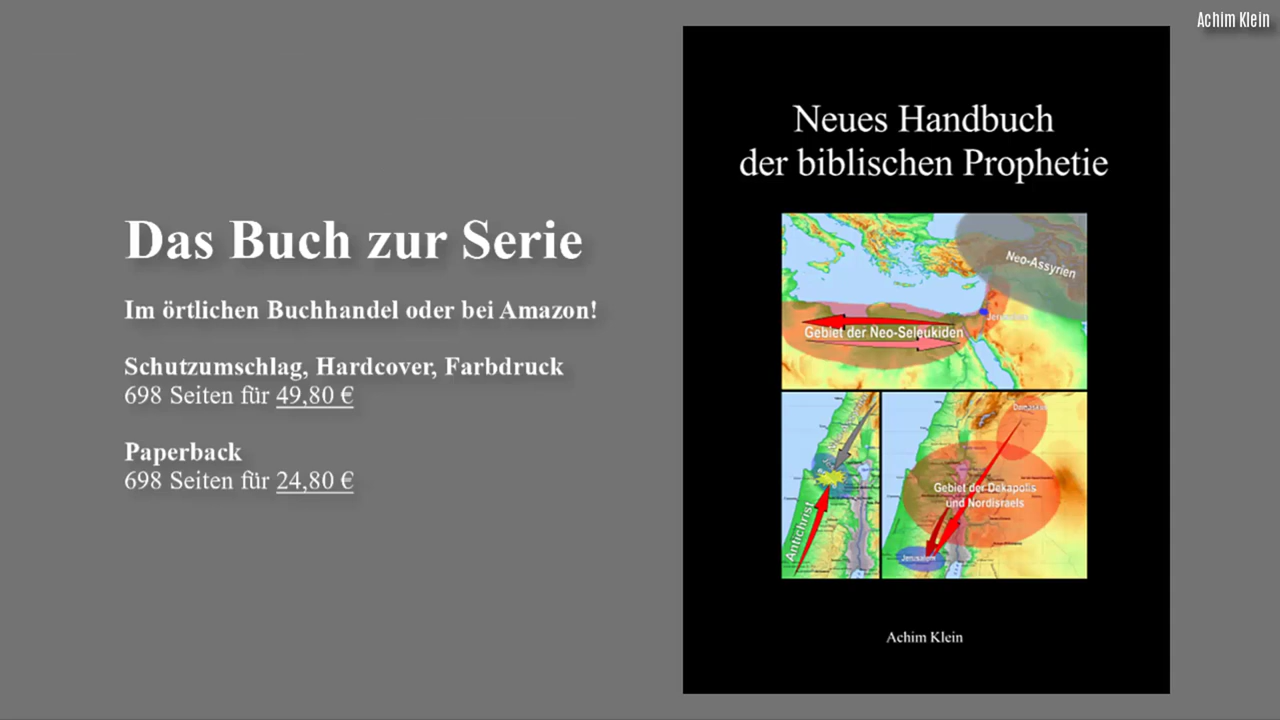 Achim Klein
Das Buch zur Serie
Im örtlichen Buchhandel oder bei Amazon!
Schutzumschlag, Hardcover, Farbdruck
698 Seiten für 49,80 €
Paperback
698 Seiten für 24,80 €
Neues Handbuch
der biblischen Prophetie
Neo-Assyrien
Jerusalem
Gebiet der Neo-Seleukiden
Antichrist
Damaskus
Gebiet der Dekapolis
und Nordisraels
Jerusalem
Achim Klein